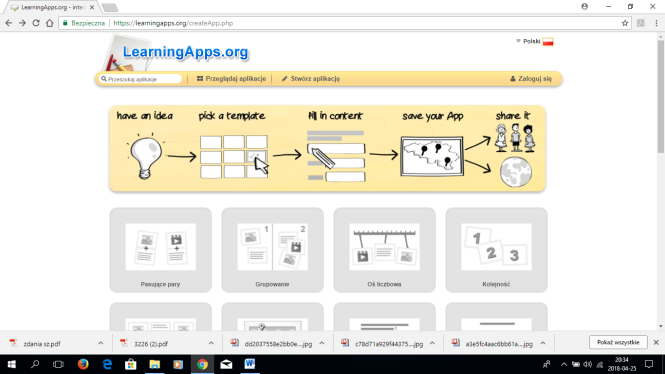 LearningApps.org - inter
Bezpieczna
https://learningapps.org/createApp.php
Polski
LearningApps.org
Przeszukaj aplikacje
Przeglądaj aplikacje
Stwórz aplikację
Zaloguj się
have an idea
pick a template
fill in content
save your App
share it
1
2
1
2
3
Pasujące pary
Grupowanie
Oś liczbowa
Kolejność
zdania sz.pdf
3226 (2).pdf
dd2037558e2bb0e....jpg
c78d71a929f44375....jpg
a3e5fc4aac6bb61a....jpg
Pokaż wszystkie
20:34
2018-04-25